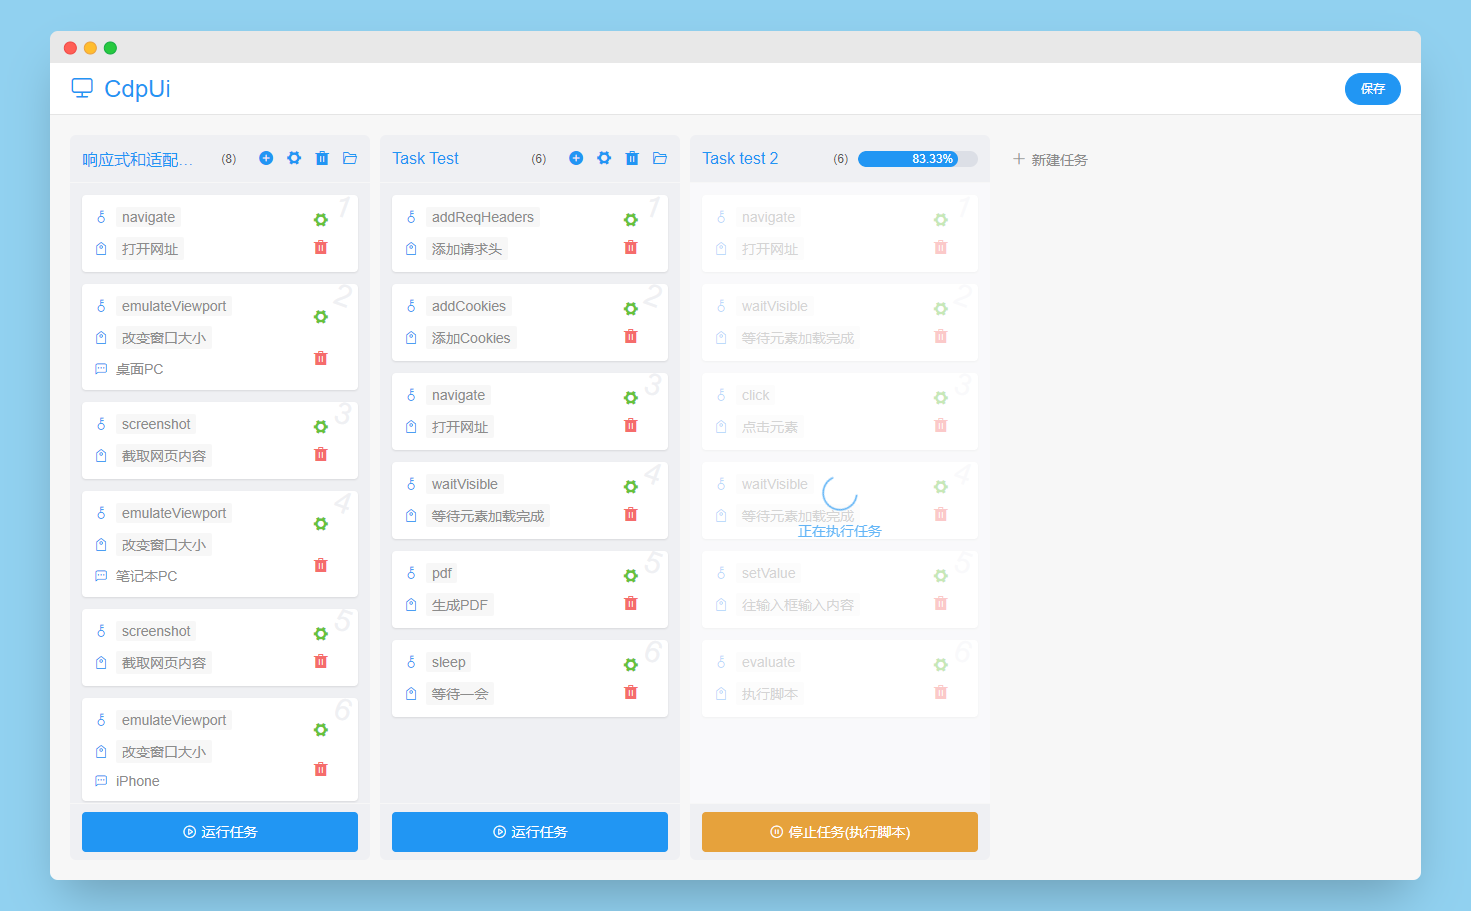 CdpUi
保存
响应式和适配... (8)
navigate 1
打开网址
emulateViewport 2
改变窗口大小
桌面PC
screenshot 3
截取网页内容
emulateViewport 4
改变窗口大小
笔记本PC
screenshot 5
截取网页内容
emulateViewport 6
改变窗口大小
iPhone
运行任务
Task Test (6)
addReqHeaders 1
添加请求头
addCookies 2
添加Cookies
navigate 3
打开网址
waitVisible 4
等待元素加载完成
pdf 5
生成PDF
sleep 6
等待一会
运行任务
Task test 2 (6) 83.33%
navigate 1
打开网址
waitVisible 2
等待元素加载完成
click 3
点击元素
waitVisible 4
等待元素加载完成
正在执行任务
setValue 5
往输入框输入内容
evaluate 6
执行脚本
停止任务(执行脚本)
新建任务